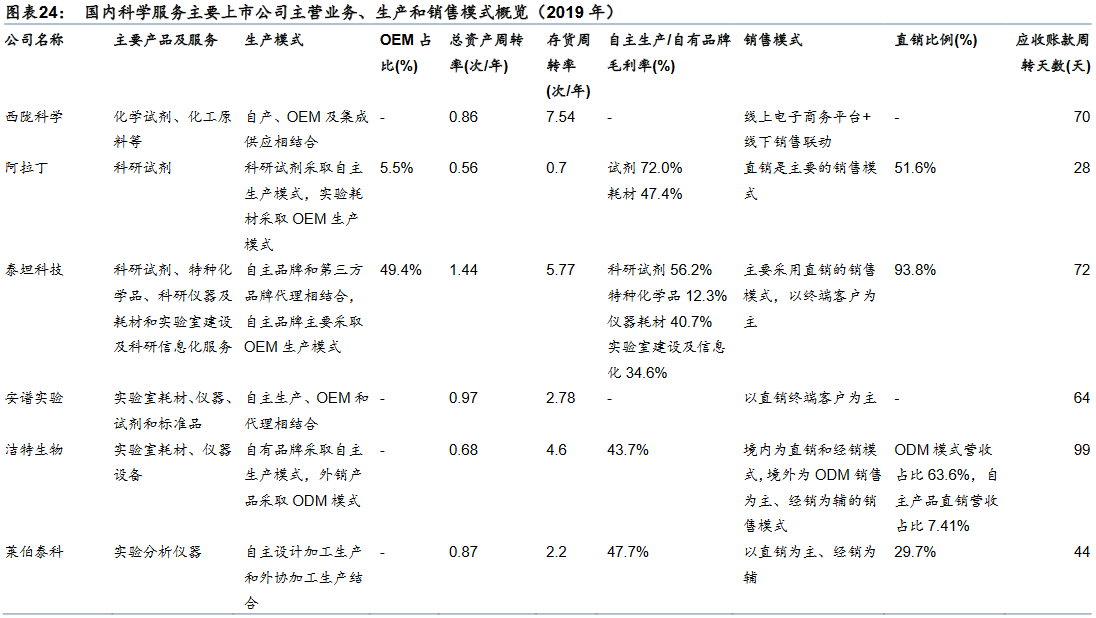 图表24： 国内科学服务主要上市公司主营业务、生产和销售模式概览（2019 年）
公司名称 主要产品及服务 生产模式 OEM 占比(%) 总资产周转率(次/年) 存货周转率(次/年) 自主生产/自有品牌毛利率(%) 销售模式 直销比例(%) 应收账款周转天数(天)
西陇科学 化学试剂、化工原料等 自产、OEM 及集成供应相结合 - 0.86 7.54 - 线上电子商务平台+线下销售联动 - 70
阿拉丁 科研试剂 科研试剂采取自主生产模式，实验耗材采取 OEM 生产模式 5.5% 0.56 0.7 试剂 72.0% 耗材 47.4% 直销是主要的销售模式 51.6% 28
泰坦科技 科研试剂、特种化学品、科研仪器及耗材和实验室建设及科研信息化服务 自主品牌和第三方品牌代理相结合，自主品牌主要采取 OEM 生产模式 49.4% 1.44 5.77 科研试剂 56.2% 特种化学品 12.3% 仪器耗材 40.7% 实验室建设及信息化 34.6% 主要采用直销的销售模式，以终端客户为主 93.8% 72
安谱实验 实验室耗材、仪器、试剂和标准品 自主生产、OEM 和代理相结合 - 0.97 2.78 - 以直销终端客户为主 - 64
洁特生物 实验室耗材、仪器设备 自有品牌采取自主生产模式，外销产品采取 ODM 模式 - 0.68 4.6 43.7% 境内为直销和经销模式，境外为 ODM 销售为主、经销为辅的销售模式 ODM 模式营收占比 63.6%，自主产品直销营收占比 7.41% 99
莱伯泰科 实验分析仪器 自主设计加工生产和外协加工生产结合 - 0.87 2.2 47.7% 以直销为主、经销为辅 29.7% 44